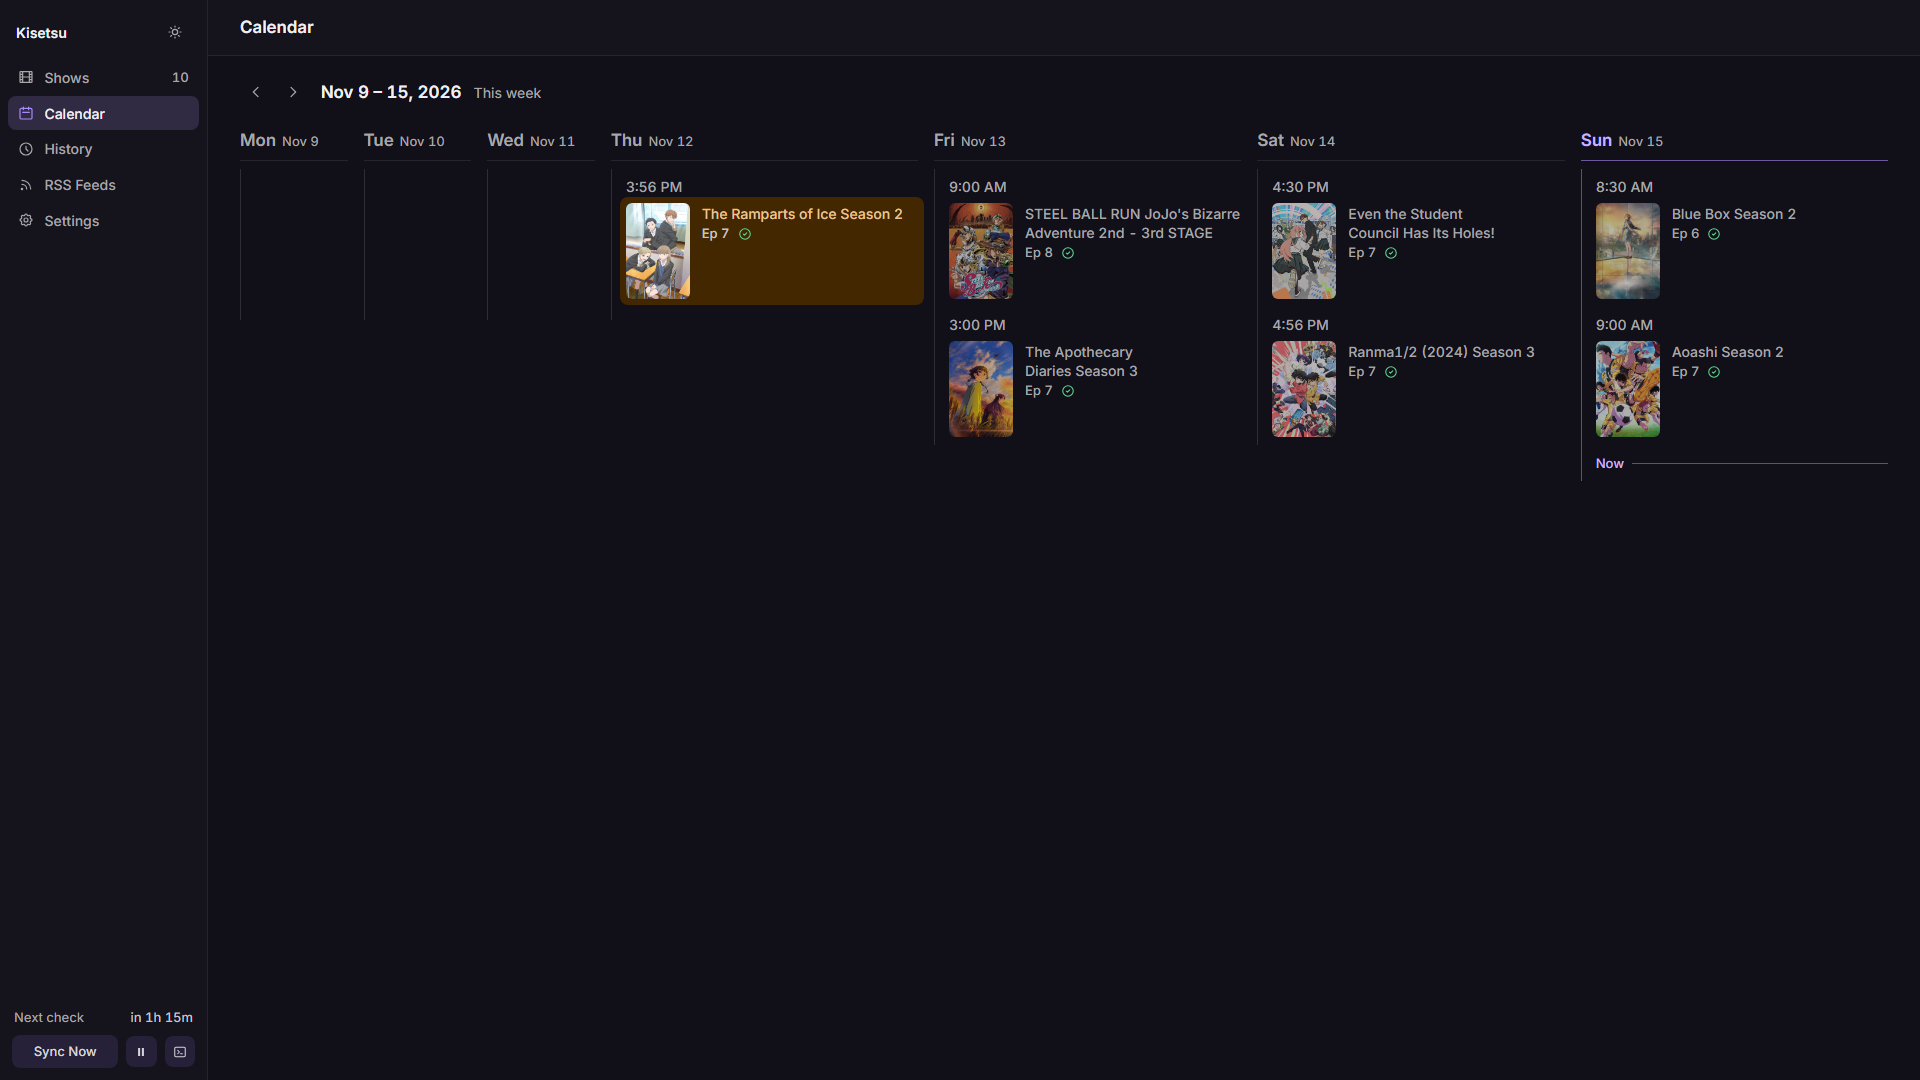 Kisetsu
Shows 10
Calendar
History
RSS Feeds
Settings
Next check in 1h 15m
Sync Now
Calendar
Nov 9 – 15, 2026 This week
Mon Nov 9
Tue Nov 10
Wed Nov 11
Thu Nov 12
3:56 PM
The Ramparts of Ice Season 2
Ep 7
Fri Nov 13
9:00 AM
STEEL BALL RUN JoJo's Bizarre
Adventure 2nd - 3rd STAGE
Ep 8
3:00 PM
The Apothecary
Diaries Season 3
Ep 7
Sat Nov 14
4:30 PM
Even the Student
Council Has Its Holes!
Ep 7
4:56 PM
Ranma1/2 (2024) Season 3
Ep 7
Sun Nov 15
8:30 AM
Blue Box Season 2
Ep 6
9:00 AM
Aoashi Season 2
Ep 7
Now